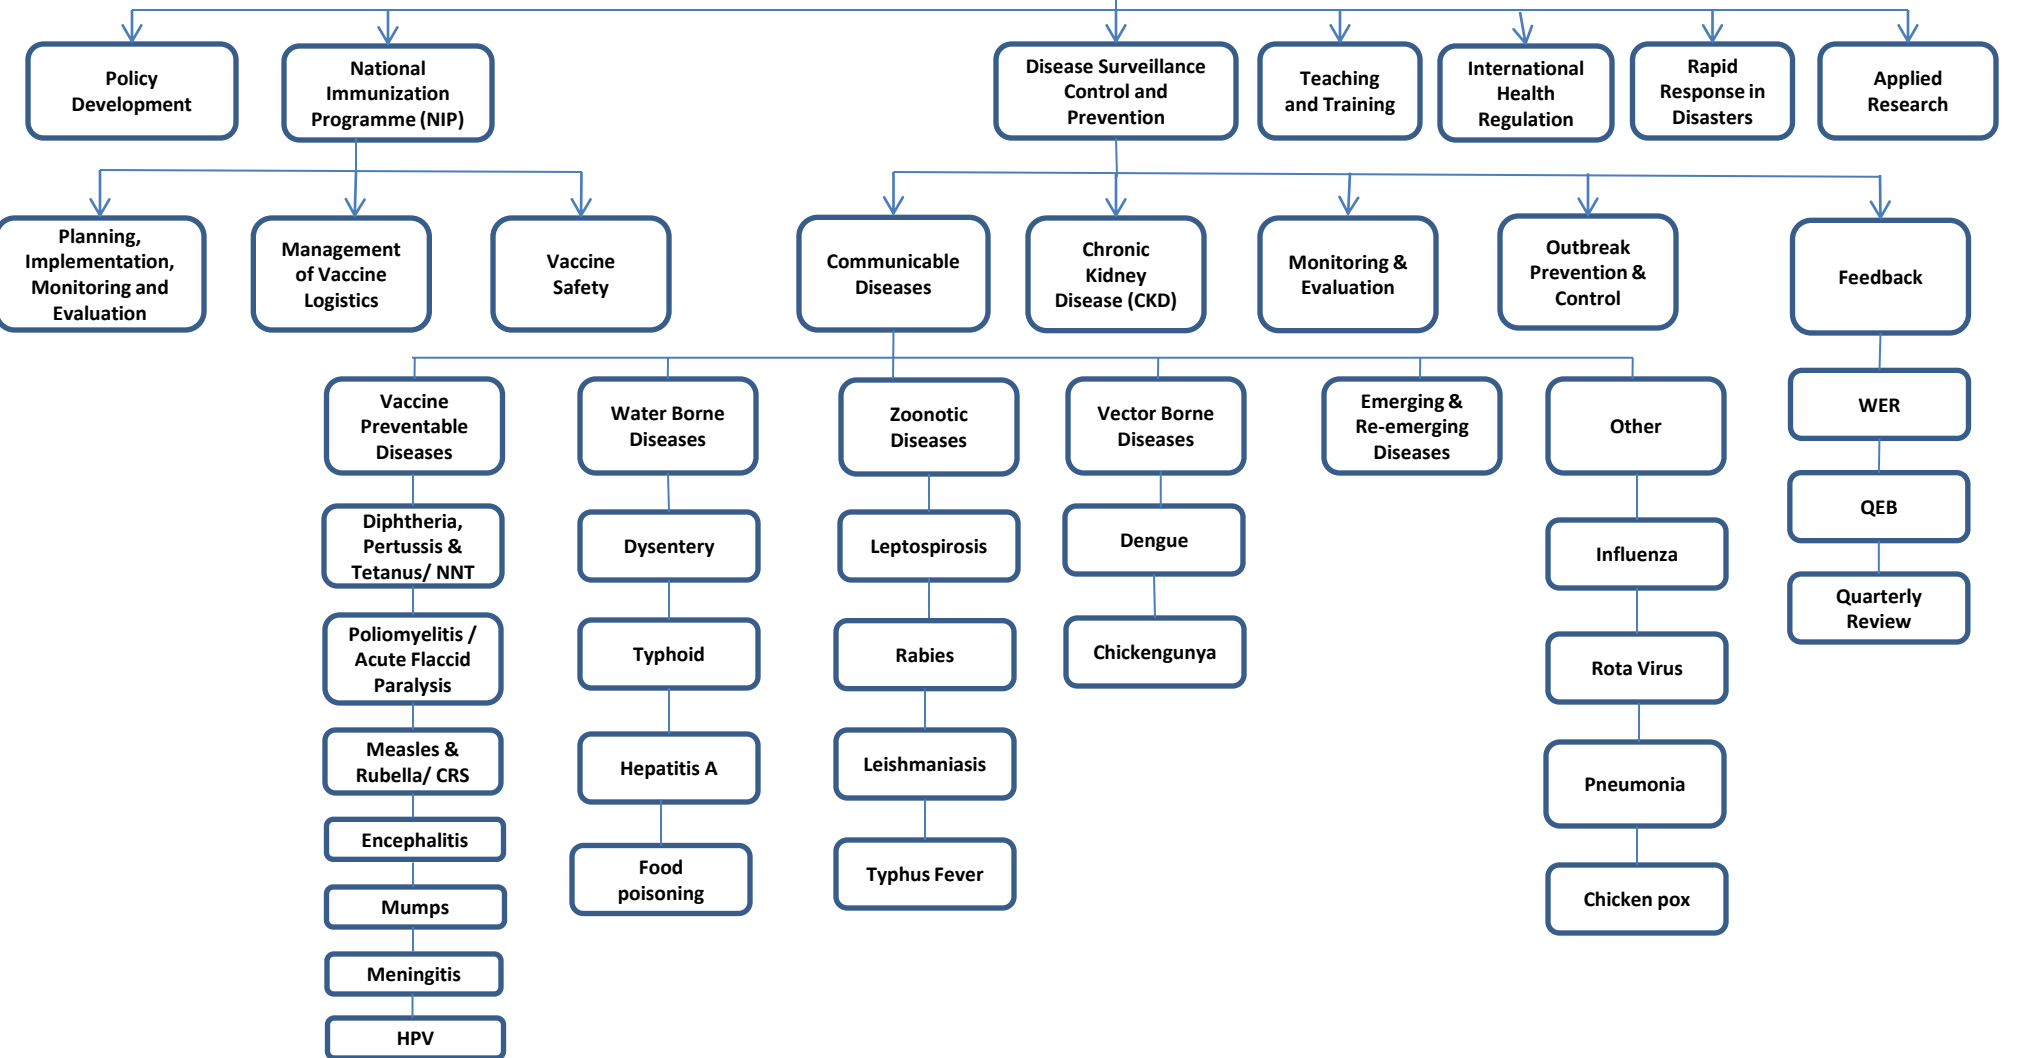 Policy
Development
National
Immunization
Programme (NIP)
Disease Surveillance
Control and
Prevention
Teaching
and Training
International
Health
Regulation
Rapid
Response in
Disasters
Applied
Research
Planning,
Implementation,
Monitoring and
Evaluation
Management
of Vaccine
Logistics
Vaccine
Safety
Communicable
Diseases
Chronic
Kidney
Disease (CKD)
Monitoring &
Evaluation
Outbreak
Prevention &
Control
Feedback
Vaccine
Preventable
Diseases
Water Borne
Diseases
Zoonotic
Diseases
Vector Borne
Diseases
Emerging &
Re-emerging
Diseases
Other
WER
QEB
Quarterly
Review
Diphtheria,
Pertussis &
Tetanus/ NNT
Poliomyelitis /
Acute Flaccid
Paralysis
Measles &
Rubella/ CRS
Encephalitis
Mumps
Meningitis
HPV
Dysentery
Typhoid
Hepatitis A
Food
poisoning
Leptospirosis
Rabies
Leishmaniasis
Typhus Fever
Dengue
Chickengunya
Influenza
Rota Virus
Pneumonia
Chicken pox